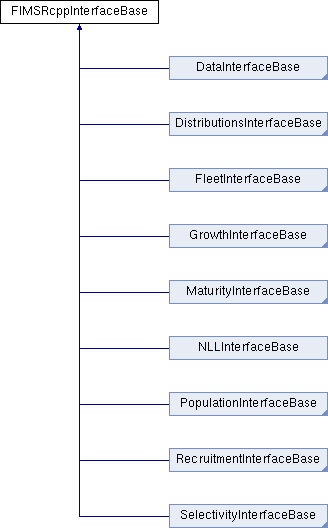 FIMSRcppInterfaceBase
DataInterfaceBase
DistributionsInterfaceBase
FleetInterfaceBase
GrowthInterfaceBase
MaturityInterfaceBase
NLLInterfaceBase
PopulationInterfaceBase
RecruitmentInterfaceBase
SelectivityInterfaceBase